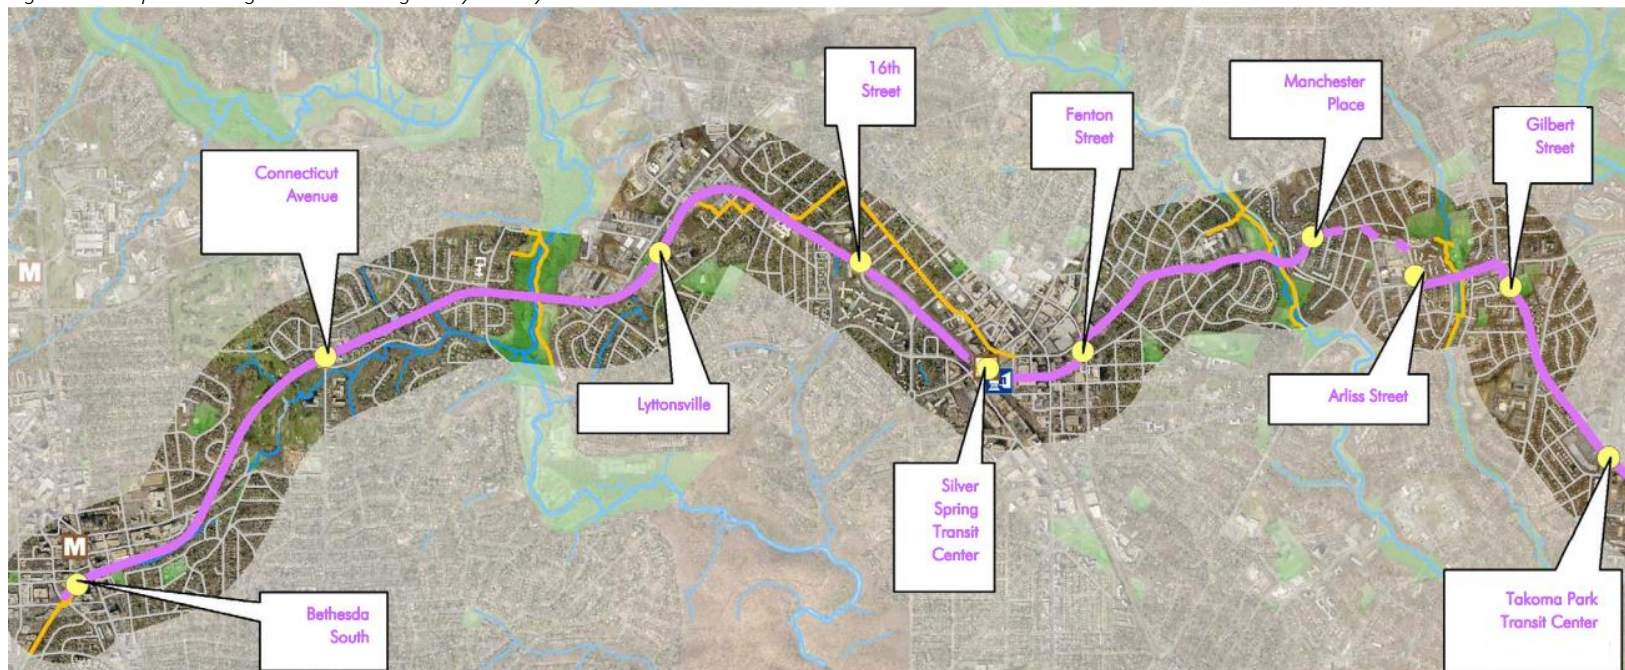 Connecticut
Avenue
16th
Street
Fenton
Street
Manchester
Place
Gilbert
Street
M
Lyttonsville
Arliss Street
Silver
Spring
Transit
Center
M
Bethesda
South
Takoma Park
Transit Center